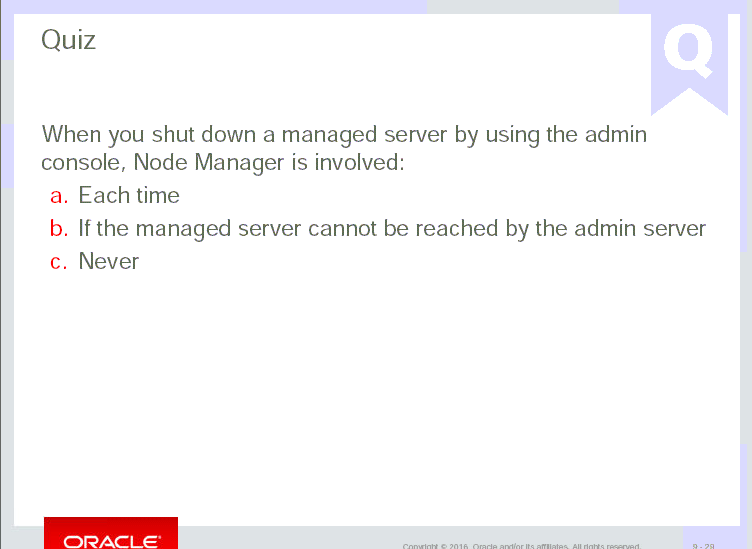 Quiz
Q
When you shut down a managed server by using the admin
console, Node Manager is involved:
a. Each time
b. If the managed server cannot be reached by the admin server
c. Never
ORACLE
Copyright © 2016, Oracle and/or its affiliates. All rights reserved.
9 - 28